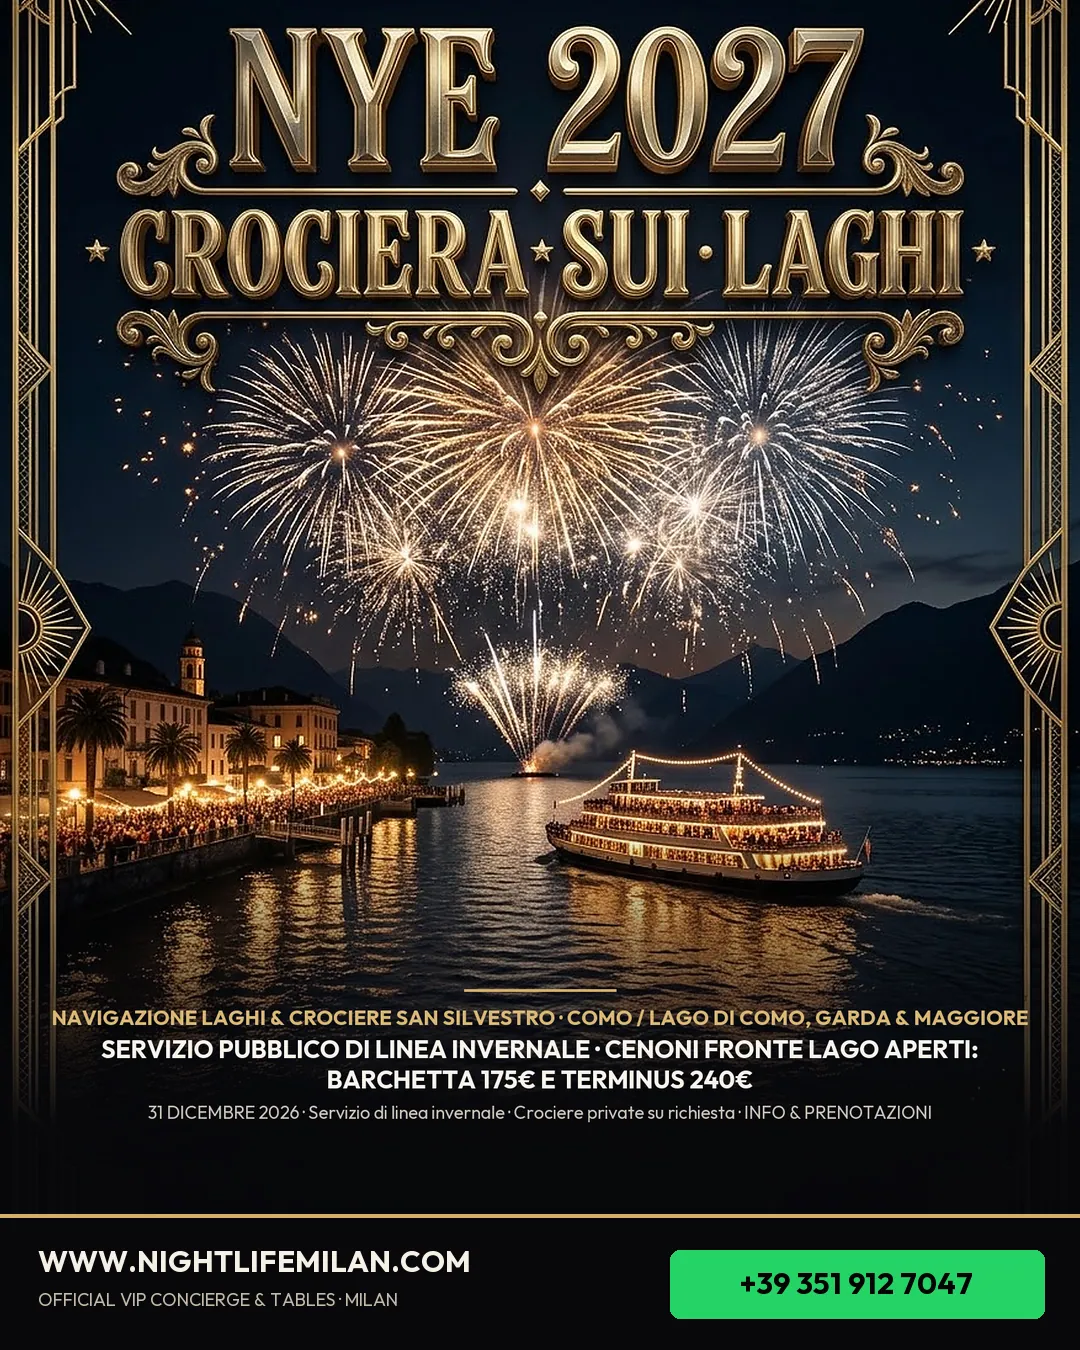 NYE 2027
CROCIERA SUI LAGHI
NAVIGAZIONE LAGHI & CROCIERE SAN SILVESTRO · COMO / LAGO DI COMO, GARDA & MAGGIORE
SERVIZIO PUBBLICO DI LINEA INVERNALE · CENONI FRONTE LAGO APERTI:
BARCHETTA 175€ E TERMINUS 240€
31 DICEMBRE 2026 · Servizio di linea invernale · Crociere private su richiesta · INFO & PRENOTAZIONI
WWW.NIGHTLIFEMILAN.COM
OFFICIAL VIP CONCIERGE & TABLES · MILAN
+39 351 912 7047